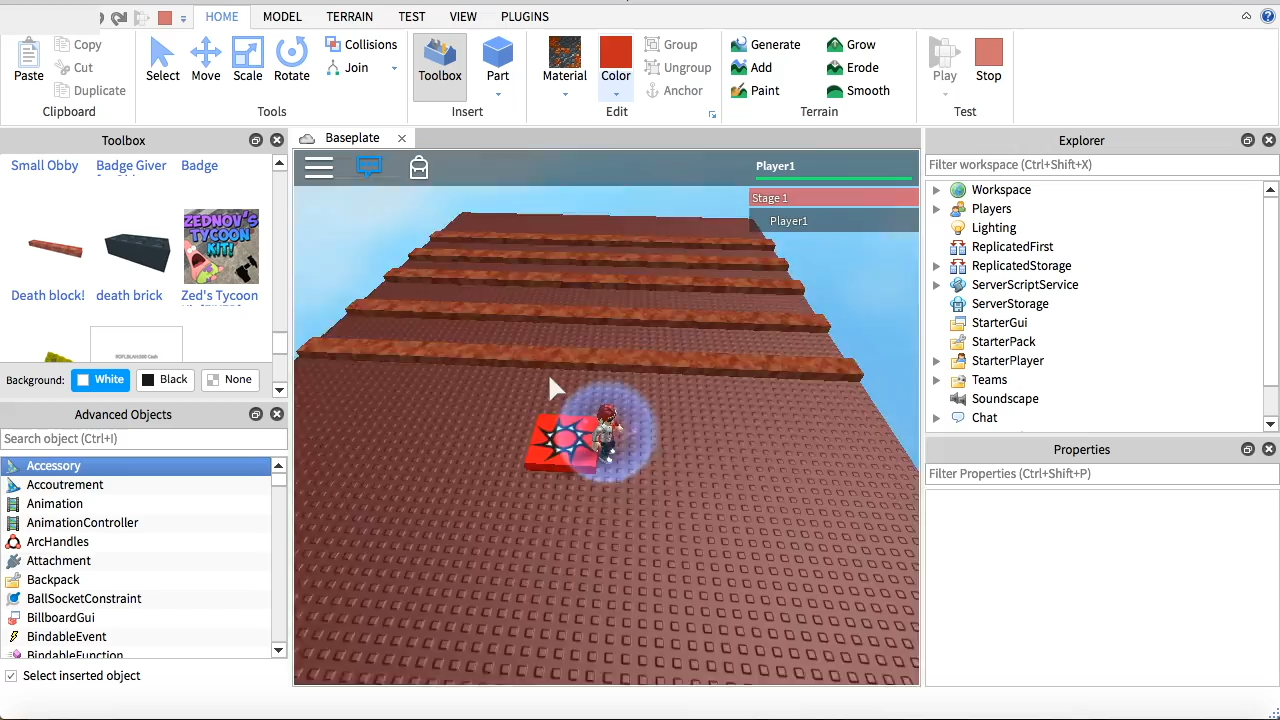 HOME MODEL TERRAIN TEST VIEW PLUGINS
Paste
Copy
Cut
Duplicate
Clipboard
Select
Move
Scale
Rotate
Collisions
Join
Tools
Toolbox
Part
Insert
Material
Color
Group
Ungroup
Anchor
Edit
Generate
Add
Paint
Grow
Erode
Smooth
Terrain
Play
Stop
Test
Toolbox
Small Obby
Badge Giver
Badge
ZEDNOV'S
TYCOON
KIT!
Death block!
death brick
Zed's Tycoon
Background: White Black None
Advanced Objects
Search object (Ctrl+I)
Accessory
Accoutrement
Animation
AnimationController
ArcHandles
Attachment
Backpack
BallSocketConstraint
BillboardGui
BindableEvent
BindableFunction
Select inserted object
Baseplate
Player1
Stage 1
Player1
Explorer
Filter workspace (Ctrl+Shift+X)
Workspace
Players
Lighting
ReplicatedFirst
ReplicatedStorage
ServerScriptService
ServerStorage
StarterGui
StarterPack
StarterPlayer
Teams
Soundscape
Chat
Properties
Filter Properties (Ctrl+Shift+P)